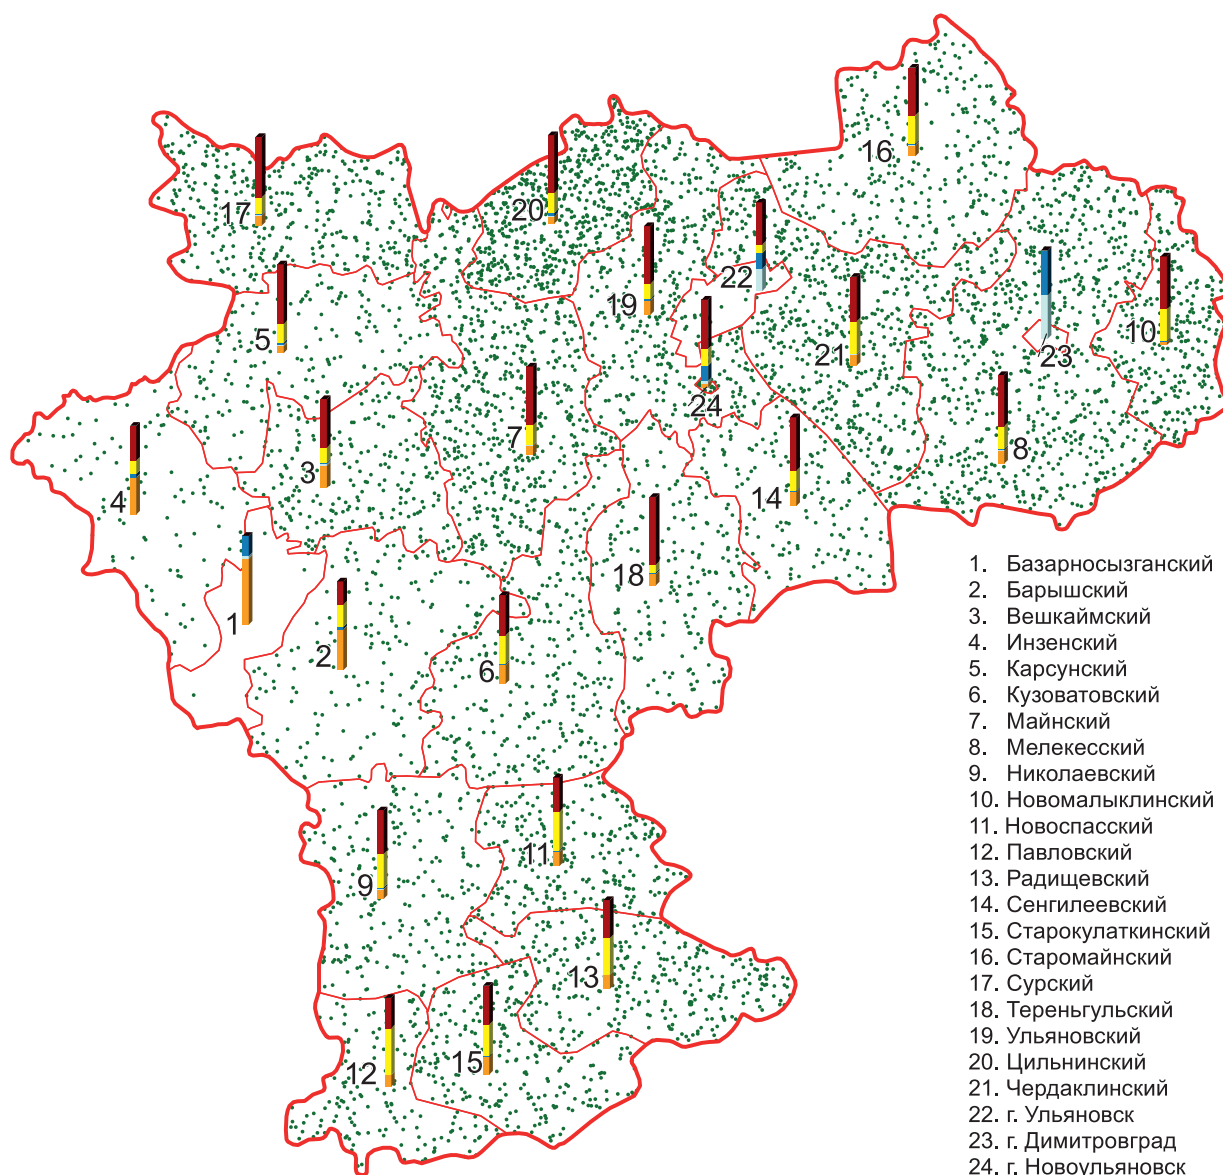 16
17
20
22
19
5
21
23
10
24
7
8
3
4
14
18
1
2
6
11
9
13
12
15
1. Базарносызганский
2. Барышский
3. Вешкаймский
4. Инзенский
5. Карсунский
6. Кузоватовский
7. Майнский
8. Мелекесский
9. Николаевский
10. Новомалыклинский
11. Новоспасский
12. Павловский
13. Радищевский
14. Сенгилеевский
15. Старокулаткинский
16. Старомайнский
17. Сурский
18. Тереньгульский
19. Ульяновский
20. Цильнинский
21. Чердаклинский
22. г. Ульяновск
23. г. Димитровград
24. г. Новоульяновск